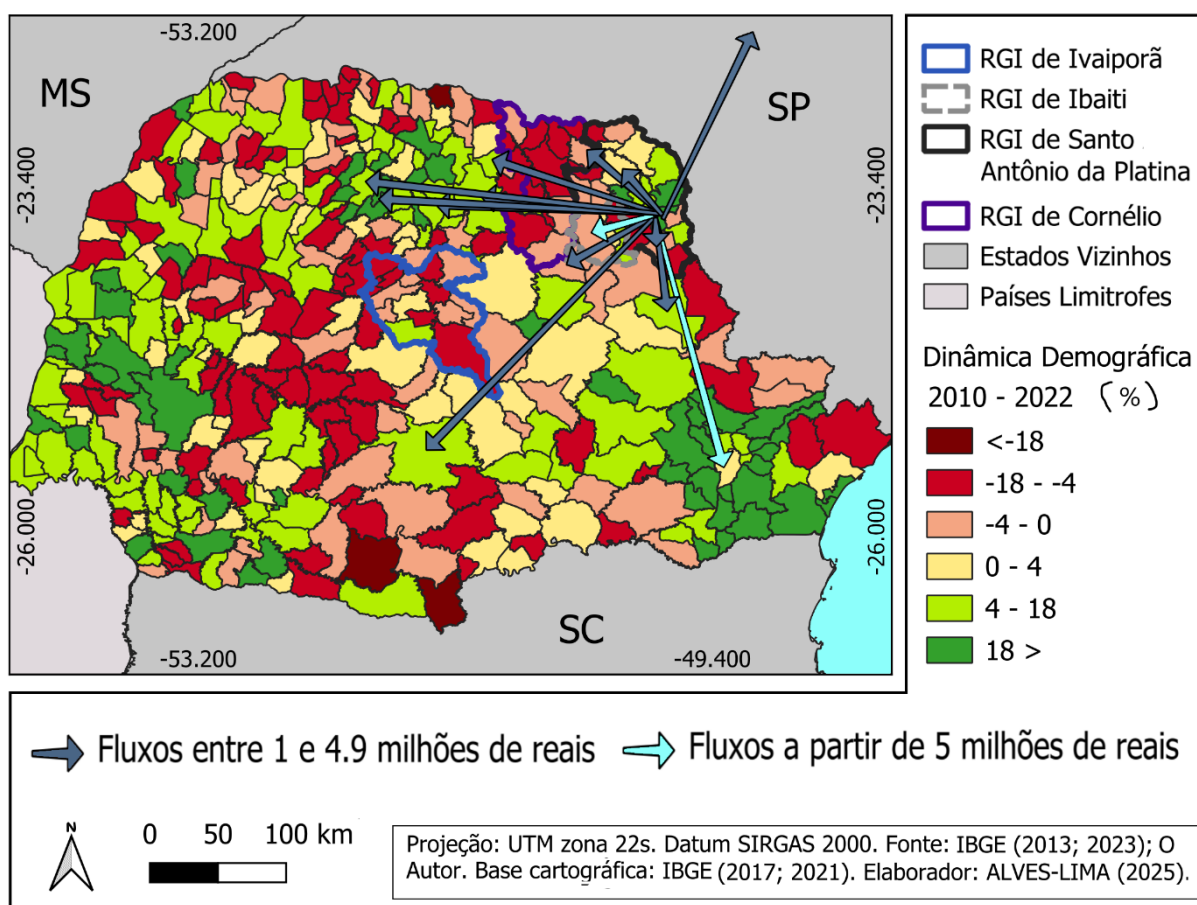 -53.200
MS
SP
-23.400
-23.400
-26.000
-26.000
SC
-53.200
-49.400
RGI de Ivaiporã
RGI de Ibaiti
RGI de Santo
Antônio da Platina
RGI de Cornélio
Estados Vizinhos
Países Limitrofes
Dinâmica Demográfica
2010 - 2022 (%)
<-18
-18 - -4
-4 - 0
0 - 4
4 - 18
18 >
Fluxos entre 1 e 4.9 milhões de reais
Fluxos a partir de 5 milhões de reais
N
0 50 100 km
Projeção: UTM zona 22s. Datum SIRGAS 2000. Fonte: IBGE (2013; 2023); O
Autor. Base cartográfica: IBGE (2017; 2021). Elaborador: ALVES-LIMA (2025).